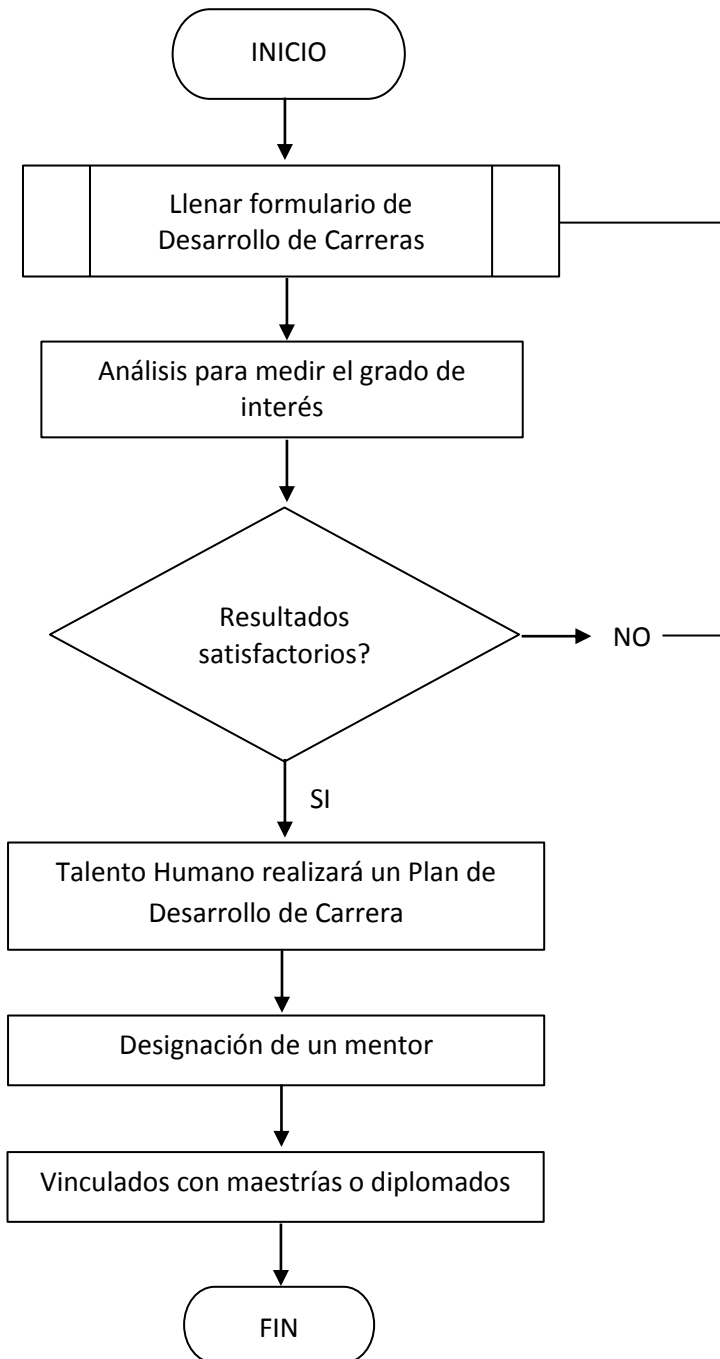 INICIO
Llenar formulario de
Desarrollo de Carreras
Análisis para medir el grado de
interés
Resultados
satisfactorios?
NO
SI
Talento Humano realizará un Plan de
Desarrollo de Carrera
Designación de un mentor
Vinculados con maestrías o diplomados
FIN